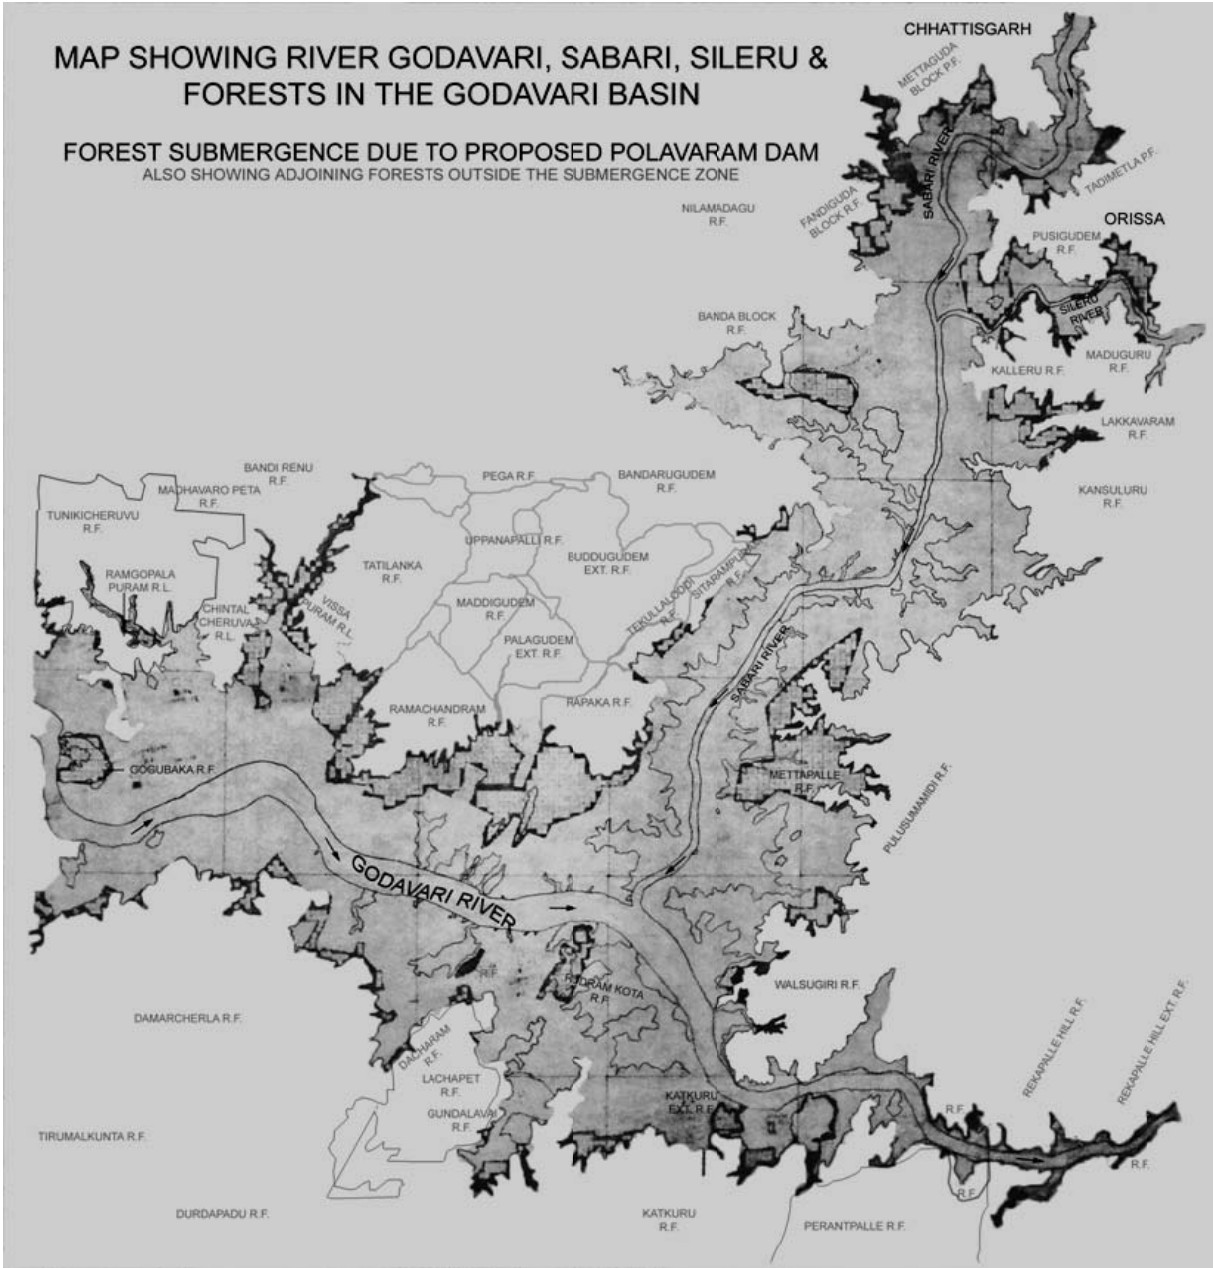 MAP SHOWING RIVER GODAVARI, SABARI, SILERU &
FORESTS IN THE GODAVARI BASIN
FOREST SUBMERGENCE DUE TO PROPOSED POLAVARAM DAM
ALSO SHOWING ADJOINING FORESTS OUTSIDE THE SUBMERGENCE ZONE
CHHATTISGARH
METTAGUDA
BLOCK P.F.
SABARI RIVER
TADIMETLA P.F.
FANDIGUDA
BLOCK R.F.
NILAMADAGU
R.F.
ORISSA
PUSIGUDEM
R.F.
SILERU
RIVER
BANDA BLOCK
R.F.
KALLERU R.F.
MADUGURU
R.F.
LAKKAVARAM
R.F.
KANSULURU
R.F.
BANDI RENU
R.F.
MADHAVARO PETA
R.F.
TUNIKICHERUVU
R.F.
PEGA R.F.
BANDARUGUDEM
R.F.
UPPANAPALLI R.F.
BUDDUGUDEM
EXT. R.F.
TATILANKA
R.F.
RAMGOPALA
PURAM R.L.
CHINTAL
CHERUVA
R.L.
VISSA
PURAM R.L.
MADDIGUDEM
R.F.
PALAGUDEM
EXT. R.F.
TEKULLALODDI
R.F.
SITARAMPURA
R.F.
SABARI RIVER
RAMACHANDRAM
R.F.
RAPAKA R.F.
GOGUBAKA R.F.
METTAPALLE
R.F.
PULUSUMAMIDI R.F.
GODAVARI RIVER
R.F.
RUDRAM KOTA
R.F.
WALSUGIRI R.F.
DAMARCHERLA R.F.
DACHARAM
R.F.
LACHAPET
R.F.
GUNDALAVAI
R.F.
KATKURU
EXT. R.F.
REKAPALLE HILL R.F.
REKAPALLE HILL EXT. R.F.
R.F.
TIRUMALKUNTA R.F.
R.F.
R.F.
DURDAPADU R.F.
KATKURU
R.F.
PERANTPALLE R.F.